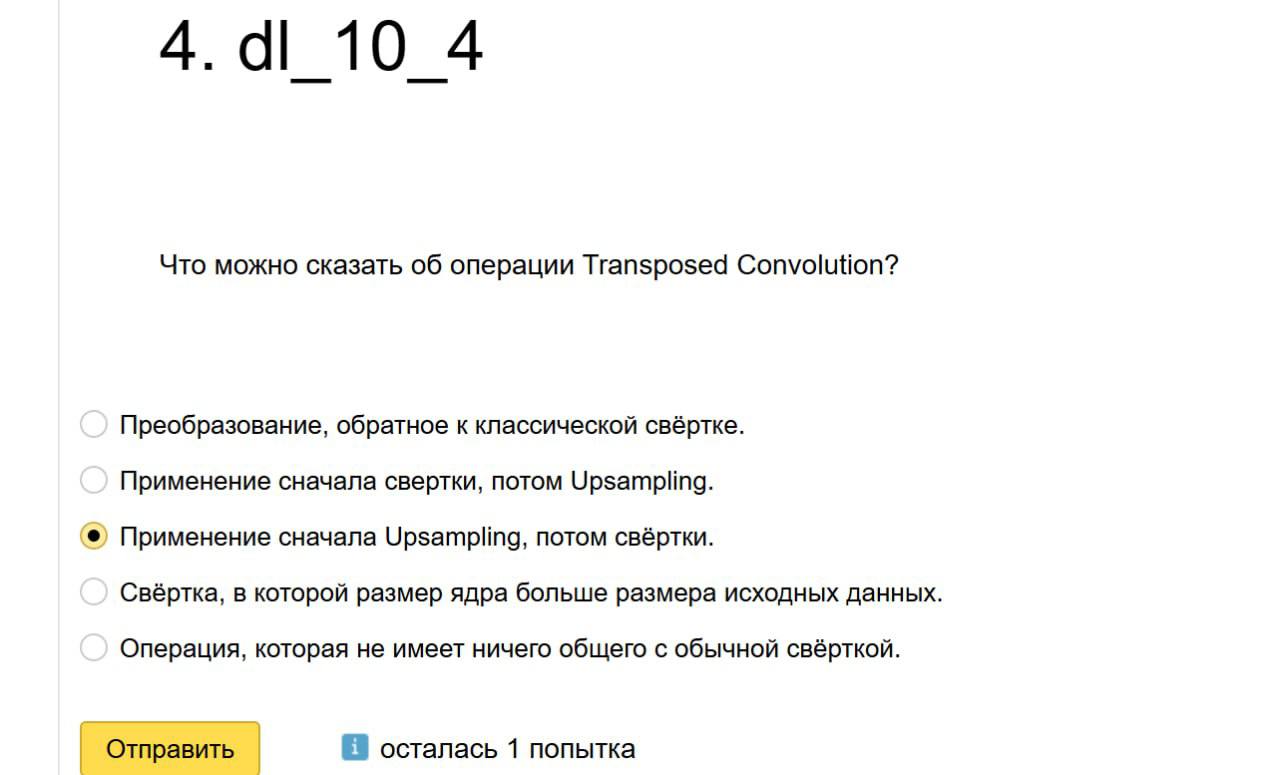 4. dl_10_4
Что можно сказать об операции Transposed Convolution?
Преобразование, обратное к классической свёртке.
Применение сначала свертки, потом Upsampling.
Применение сначала Upsampling, потом свёртки.
Свёртка, в которой размер ядра больше размера исходных данных.
Операция, которая не имеет ничего общего с обычной свёрткой.
Отправить
i осталась 1 попытка